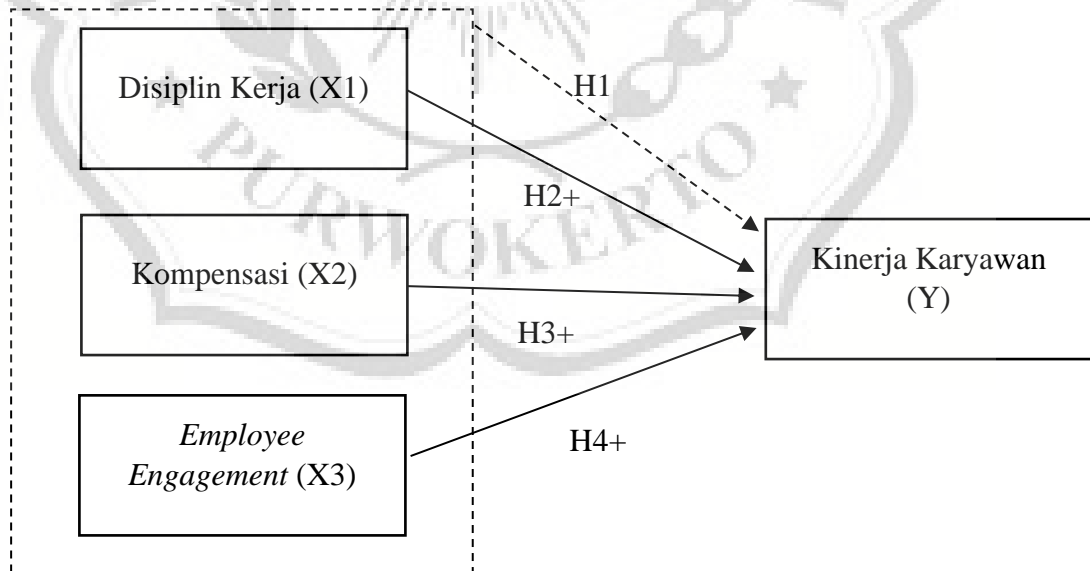 Disiplin Kerja (X1)
H1
H2+
Kompensasi (X2)
Kinerja Karyawan
(Y)
H3+
Employee
Engagement (X3)
H4+
PURWOKERTO